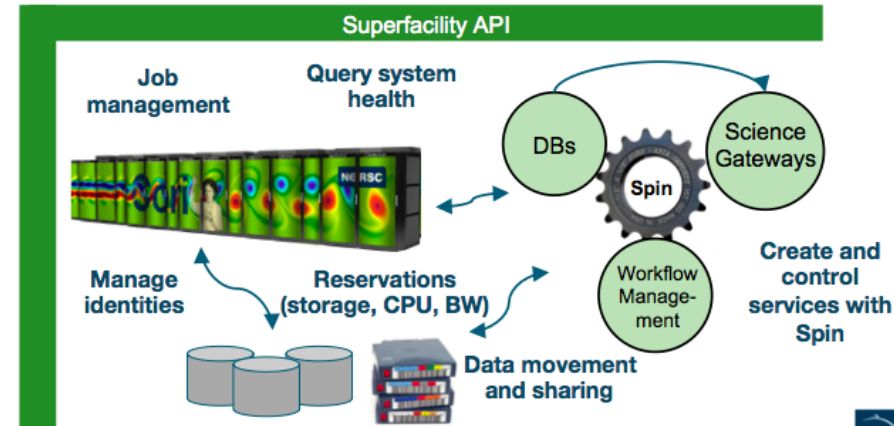 Superfacility API
Job
management
Query system
health
DBs
Science
Gateways
Spin
NERSC
Cori
Manage
identities
Reservations
(storage, CPU, BW)
Workflow
Manage-
ment
Create and
control
services with
Spin
Data movement
and sharing